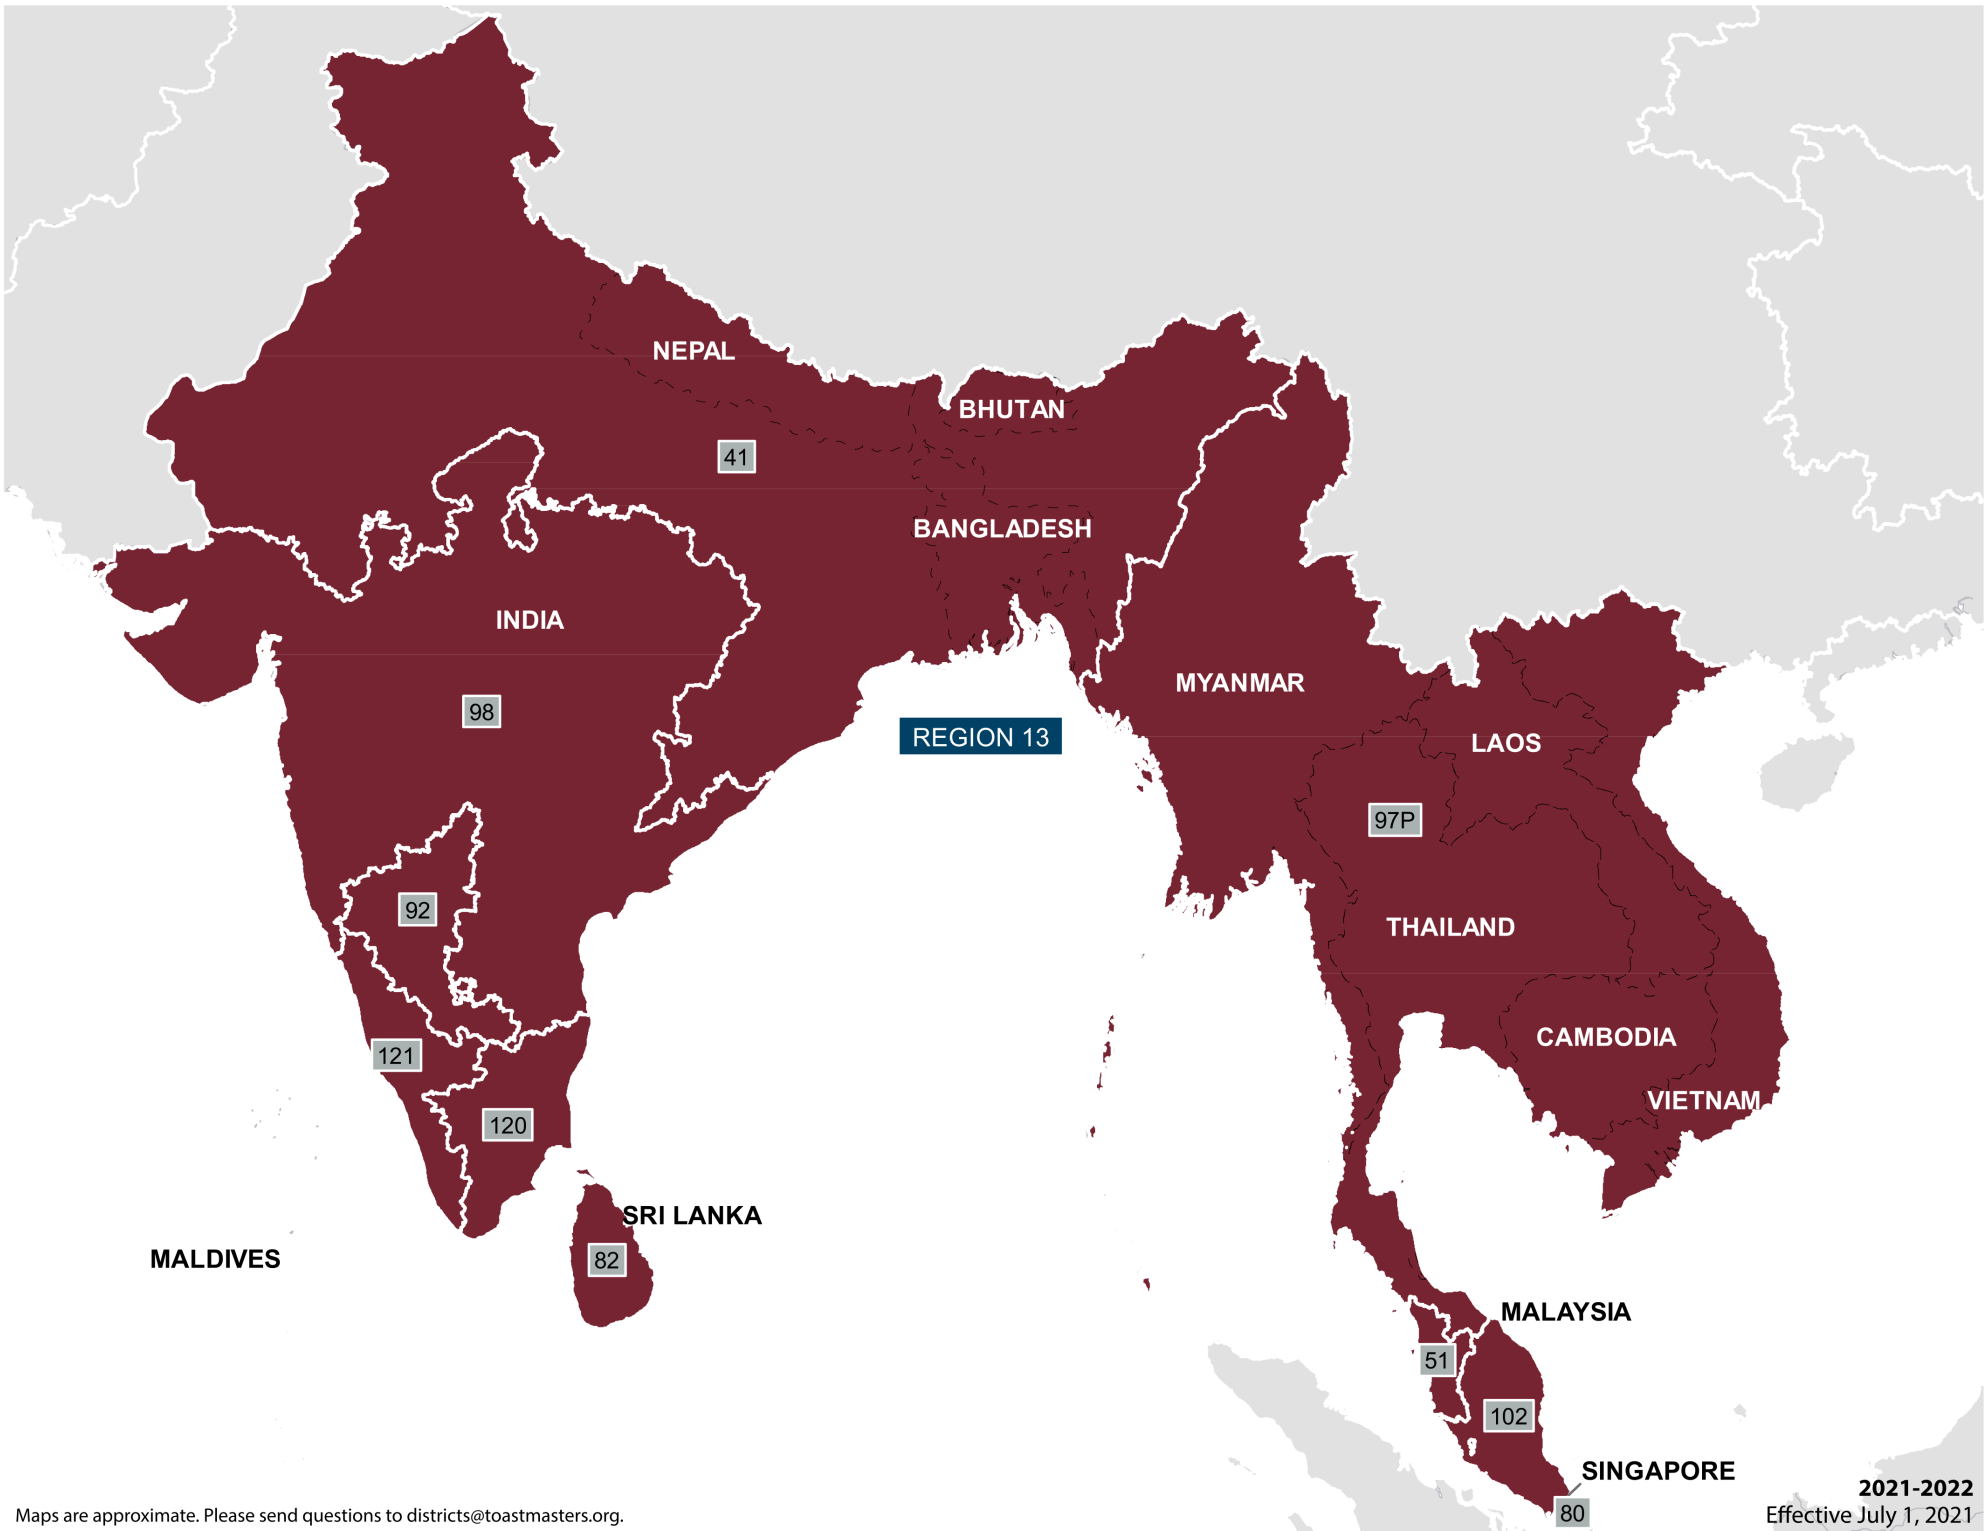 NEPAL
BHUTAN
41
BANGLADESH
INDIA
MYANMAR
98
REGION 13
LAOS
97P
92
THAILAND
CAMBODIA
121
VIETNAM
120
SRI LANKA
MALDIVES
82
MALAYSIA
51
102
SINGAPORE
2021-2022
80
Effective July 1, 2021
Maps are approximate. Please send questions to districts@toastmasters.org.